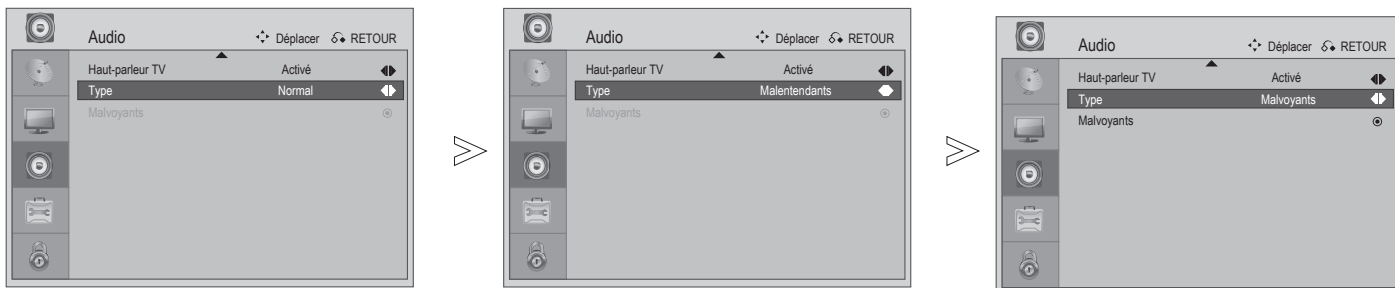 Audio Déplacer RETOUR
Haut-parleur TV Activé
Type Normal
Malvoyants
Audio Déplacer RETOUR
Haut-parleur TV Activé
Type Malentendants
Malvoyants
Audio Déplacer RETOUR
Haut-parleur TV Activé
Type Malvoyants
Malvoyants